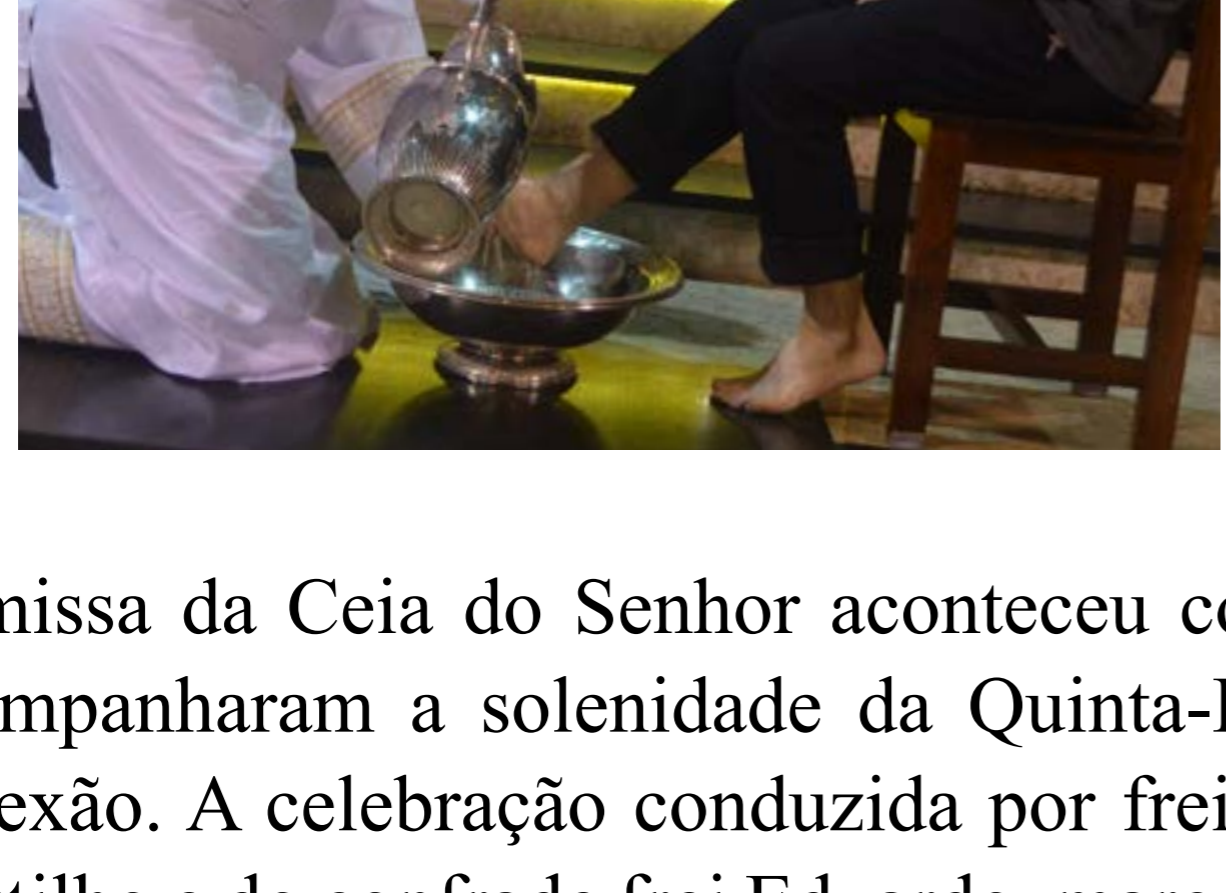 missa da Ceia do Senhor aconteceu co
mpanharam a solenidade da Quinta-
exão. A celebração conduzida por frei